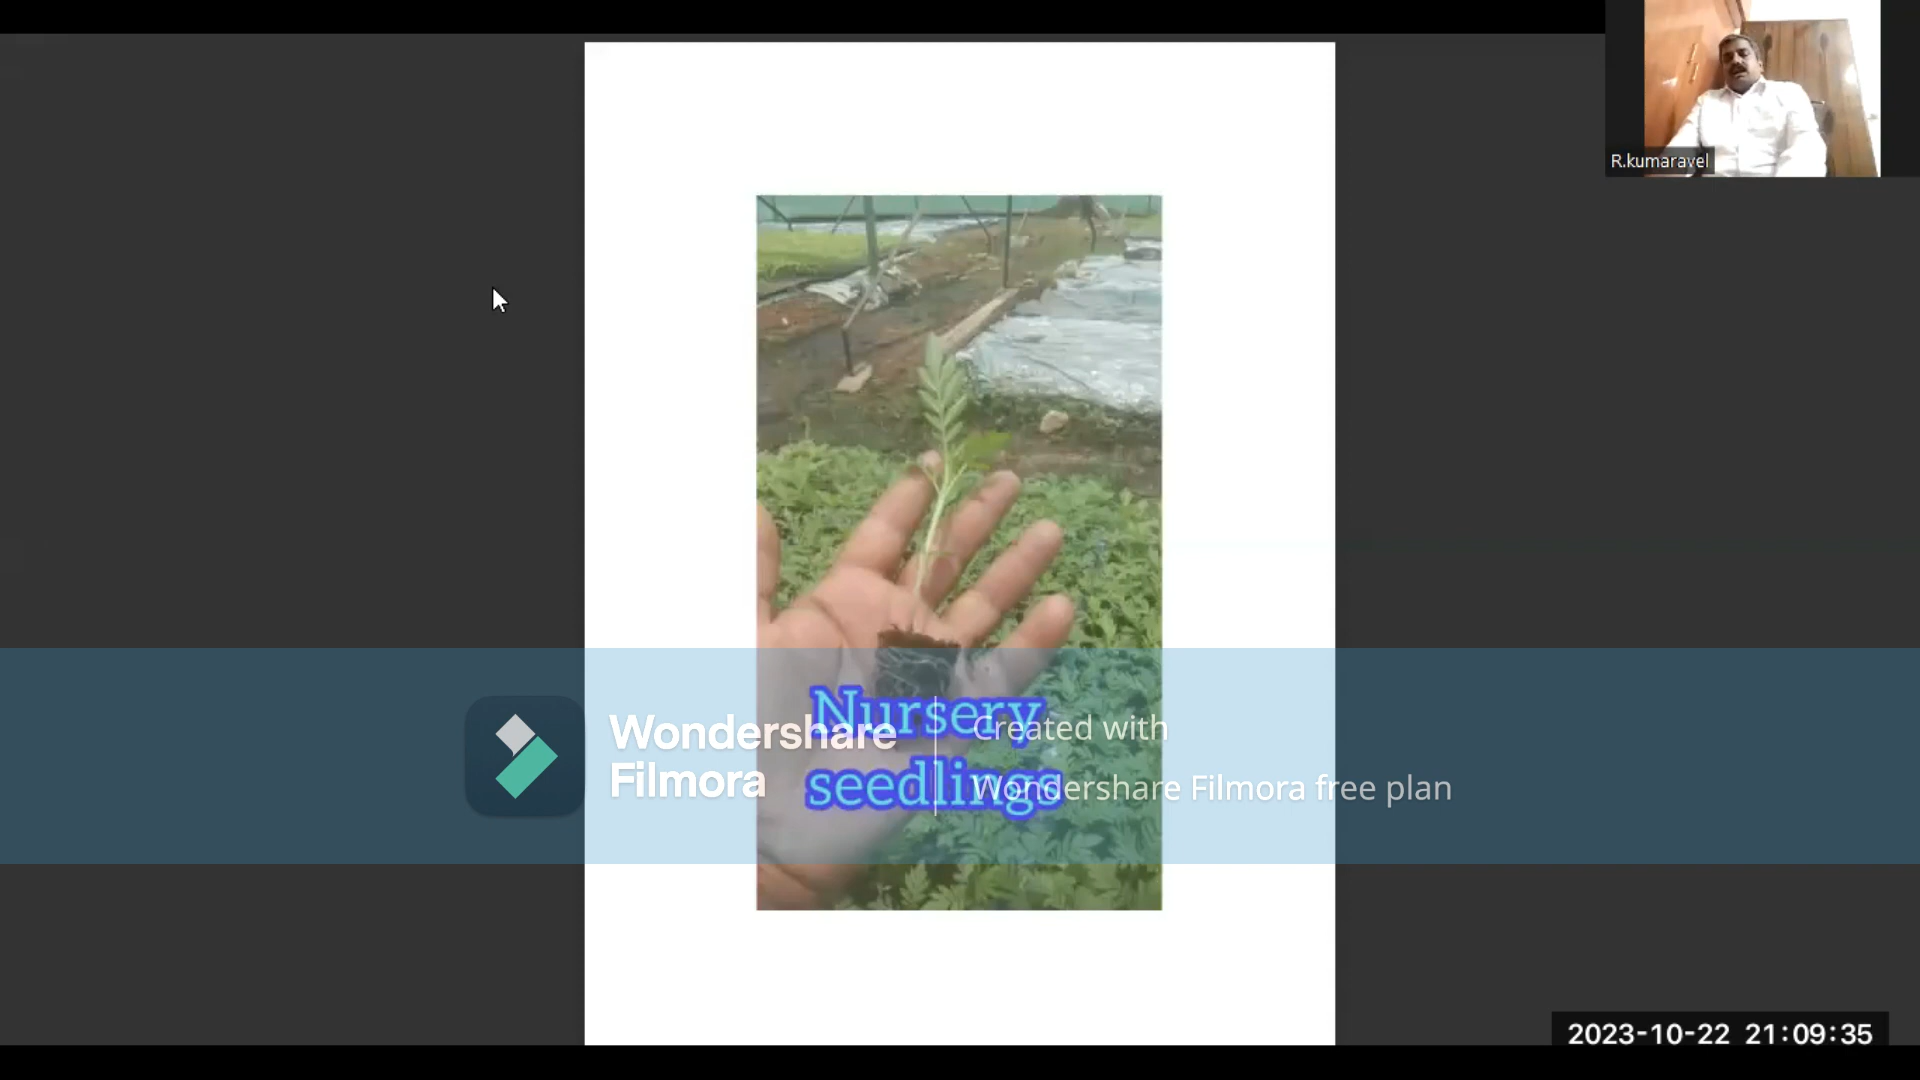 R.kumaravel
Nursery
seedlings
Wondershare
Filmora
Created with
Wondershare Filmora free plan
2023-10-22 21:09:35